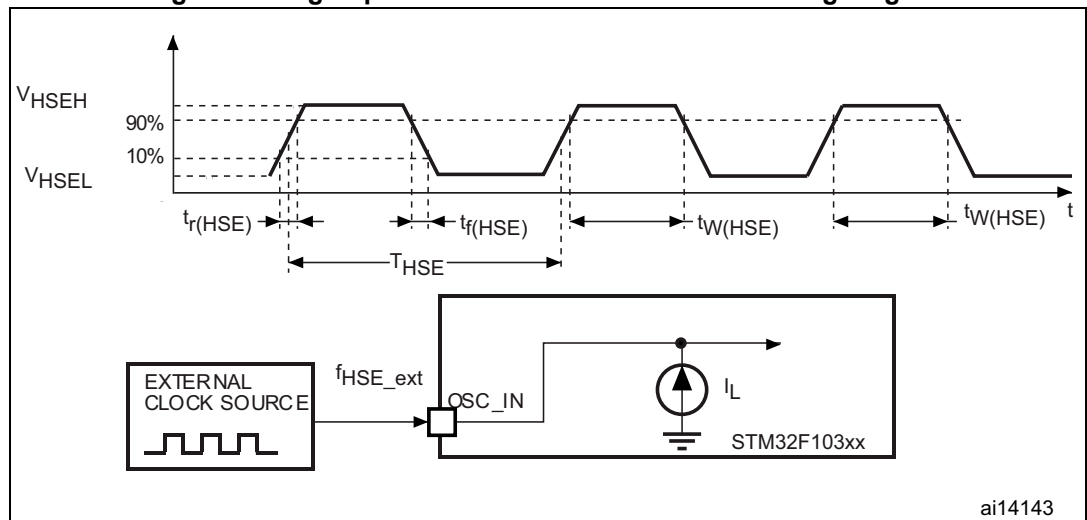 V_HSEH
90%
10%
V_HSEL
t_r(HSE)
t_f(HSE)
t_W(HSE)
t_W(HSE)
t
T_HSE
EXTERNAL
CLOCK SOURCE
f_HSE_ext
OSC_IN
I_L
STM32F103xx
ai14143